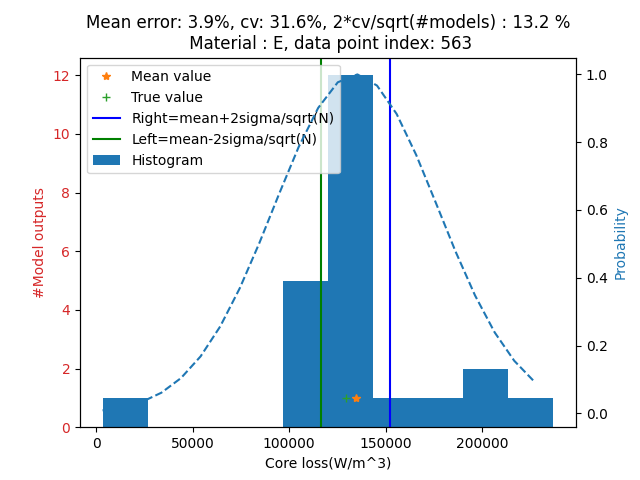 Mean error: 3.9%, cv: 31.6%, 2*cv/sqrt(#models) : 13.2 %
Material : E, data point index: 563
Mean value
True value
Right=mean+2sigma/sqrt(N)
Left=mean-2sigma/sqrt(N)
Histogram
#Model outputs
12
10
8
6
4
2
0
1.0
0.8
0.6
0.4
0.2
0.0
Probability
0 50000 100000 150000 200000
Core loss(W/m^3)